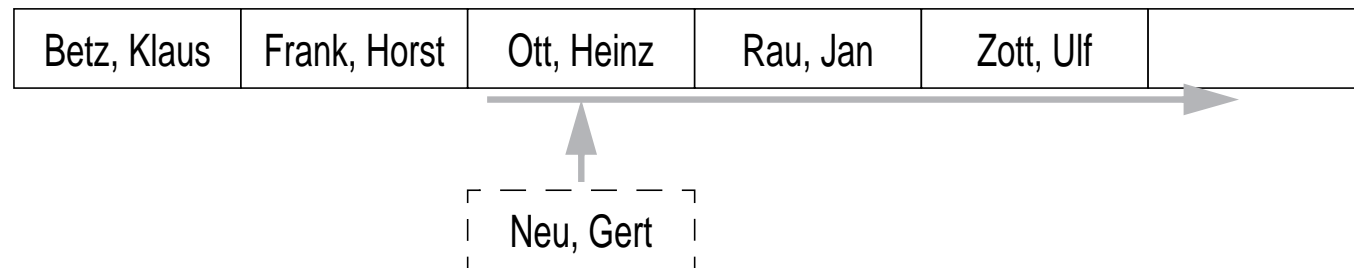 Betz, Klaus Frank, Horst Ott, Heinz Rau, Jan Zott, Ulf
Neu, Gert